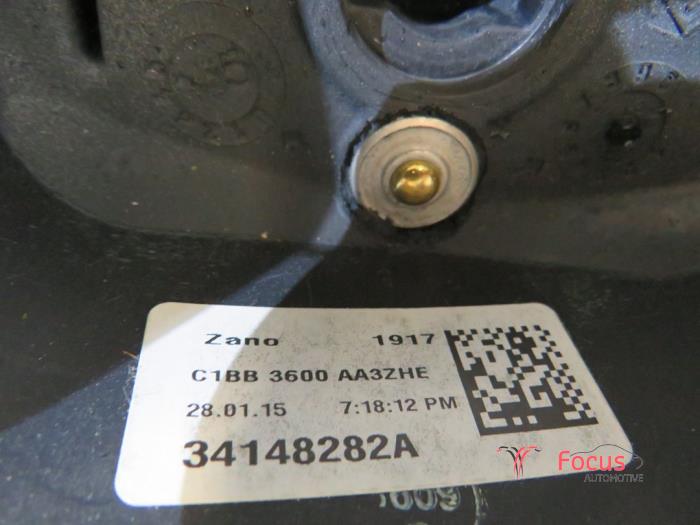 Zano 1917
C1BB 3600 AA3ZHE
28.01.15 7:18:12 PM
34148282A
Focus
AUTOMOTIVE